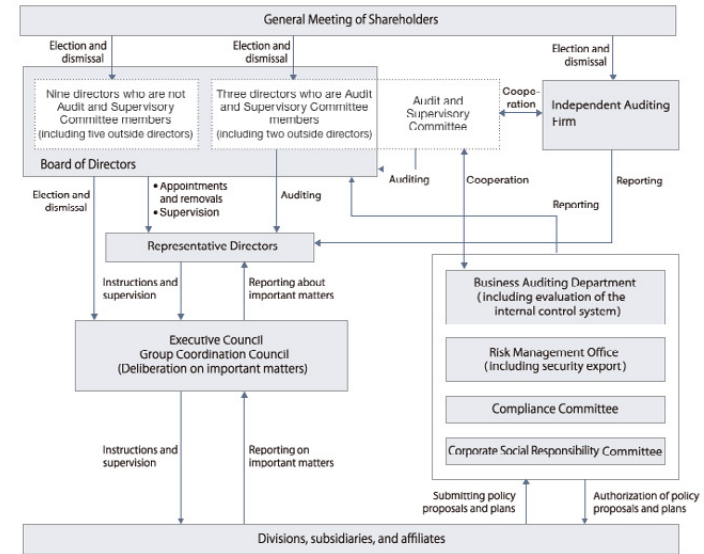 General Meeting of Shareholders
Election and
dismissal
Election and
dismissal
Election and
dismissal
Nine directors who are not
Audit and Supervisory
Committee members
(including five outside directors)
Three directors who are Audit
and Supervisory Committee
members
(including two outside directors)
Audit and
Supervisory
Committee
Coope-
ration
Independent Auditing
Firm
Board of Directors
Election and
dismissal
• Appointments
and removals
• Supervision
Auditing
Auditing
Cooperation
Reporting
Reporting
Representative Directors
Instructions and
supervision
Reporting about
important matters
Business Auditing Department
(including evaluation of the
internal control system)
Executive Council
Group Coordination Council
(Deliberation on important matters)
Risk Management Office
(including security export)
Compliance Committee
Corporate Social Responsibility Committee
Instructions and
supervision
Reporting on
important matters
Submitting policy
proposals and plans
Authorization of policy
proposals and plans
Divisions, subsidiaries, and affiliates